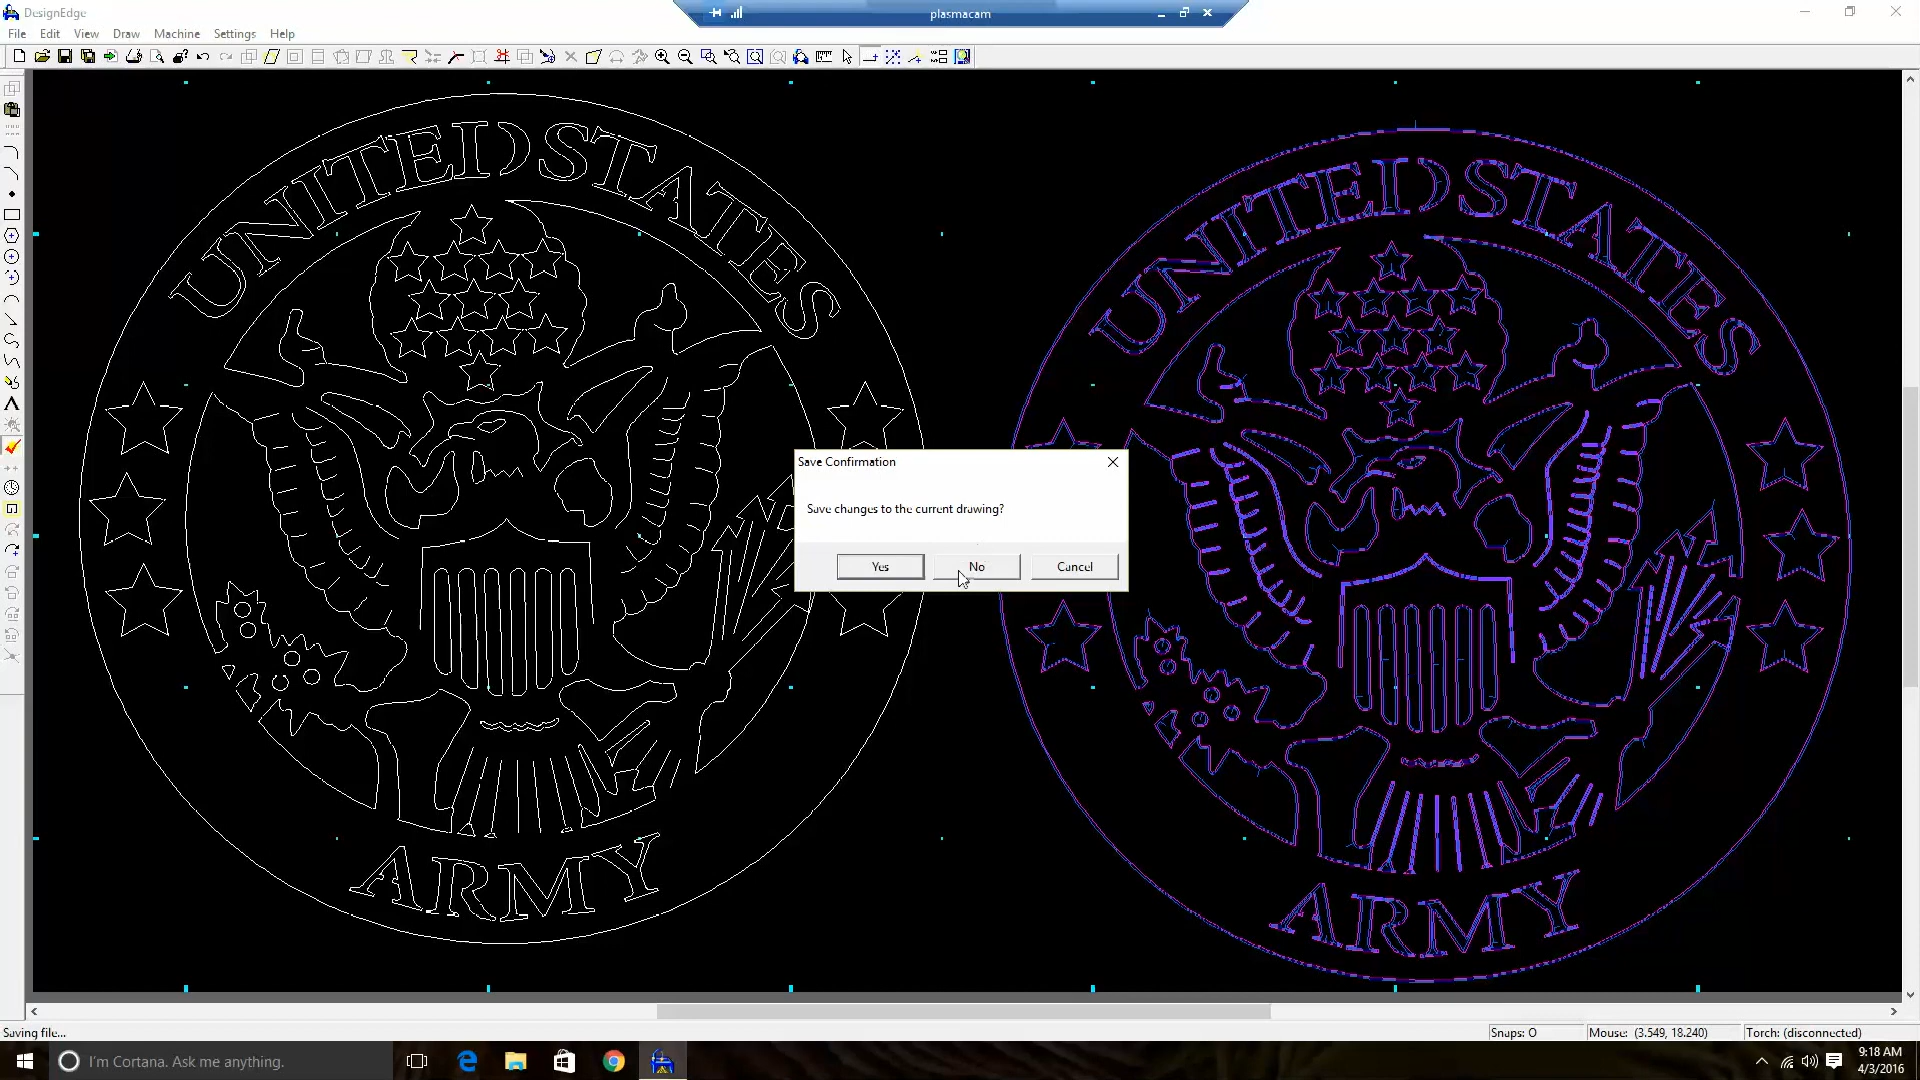 DesignEdge
plasmacam
File Edit View Draw Machine Settings Help
UNITED STATES
ARMY
UNITED STATES
ARMY
Save Confirmation
Save changes to the current drawing?
Yes No Cancel
Saving file...
Snaps: O
Mouse: (3.549, 18.240)
Torch: (disconnected)
I'm Cortana. Ask me anything.
9:18 AM
4/3/2016